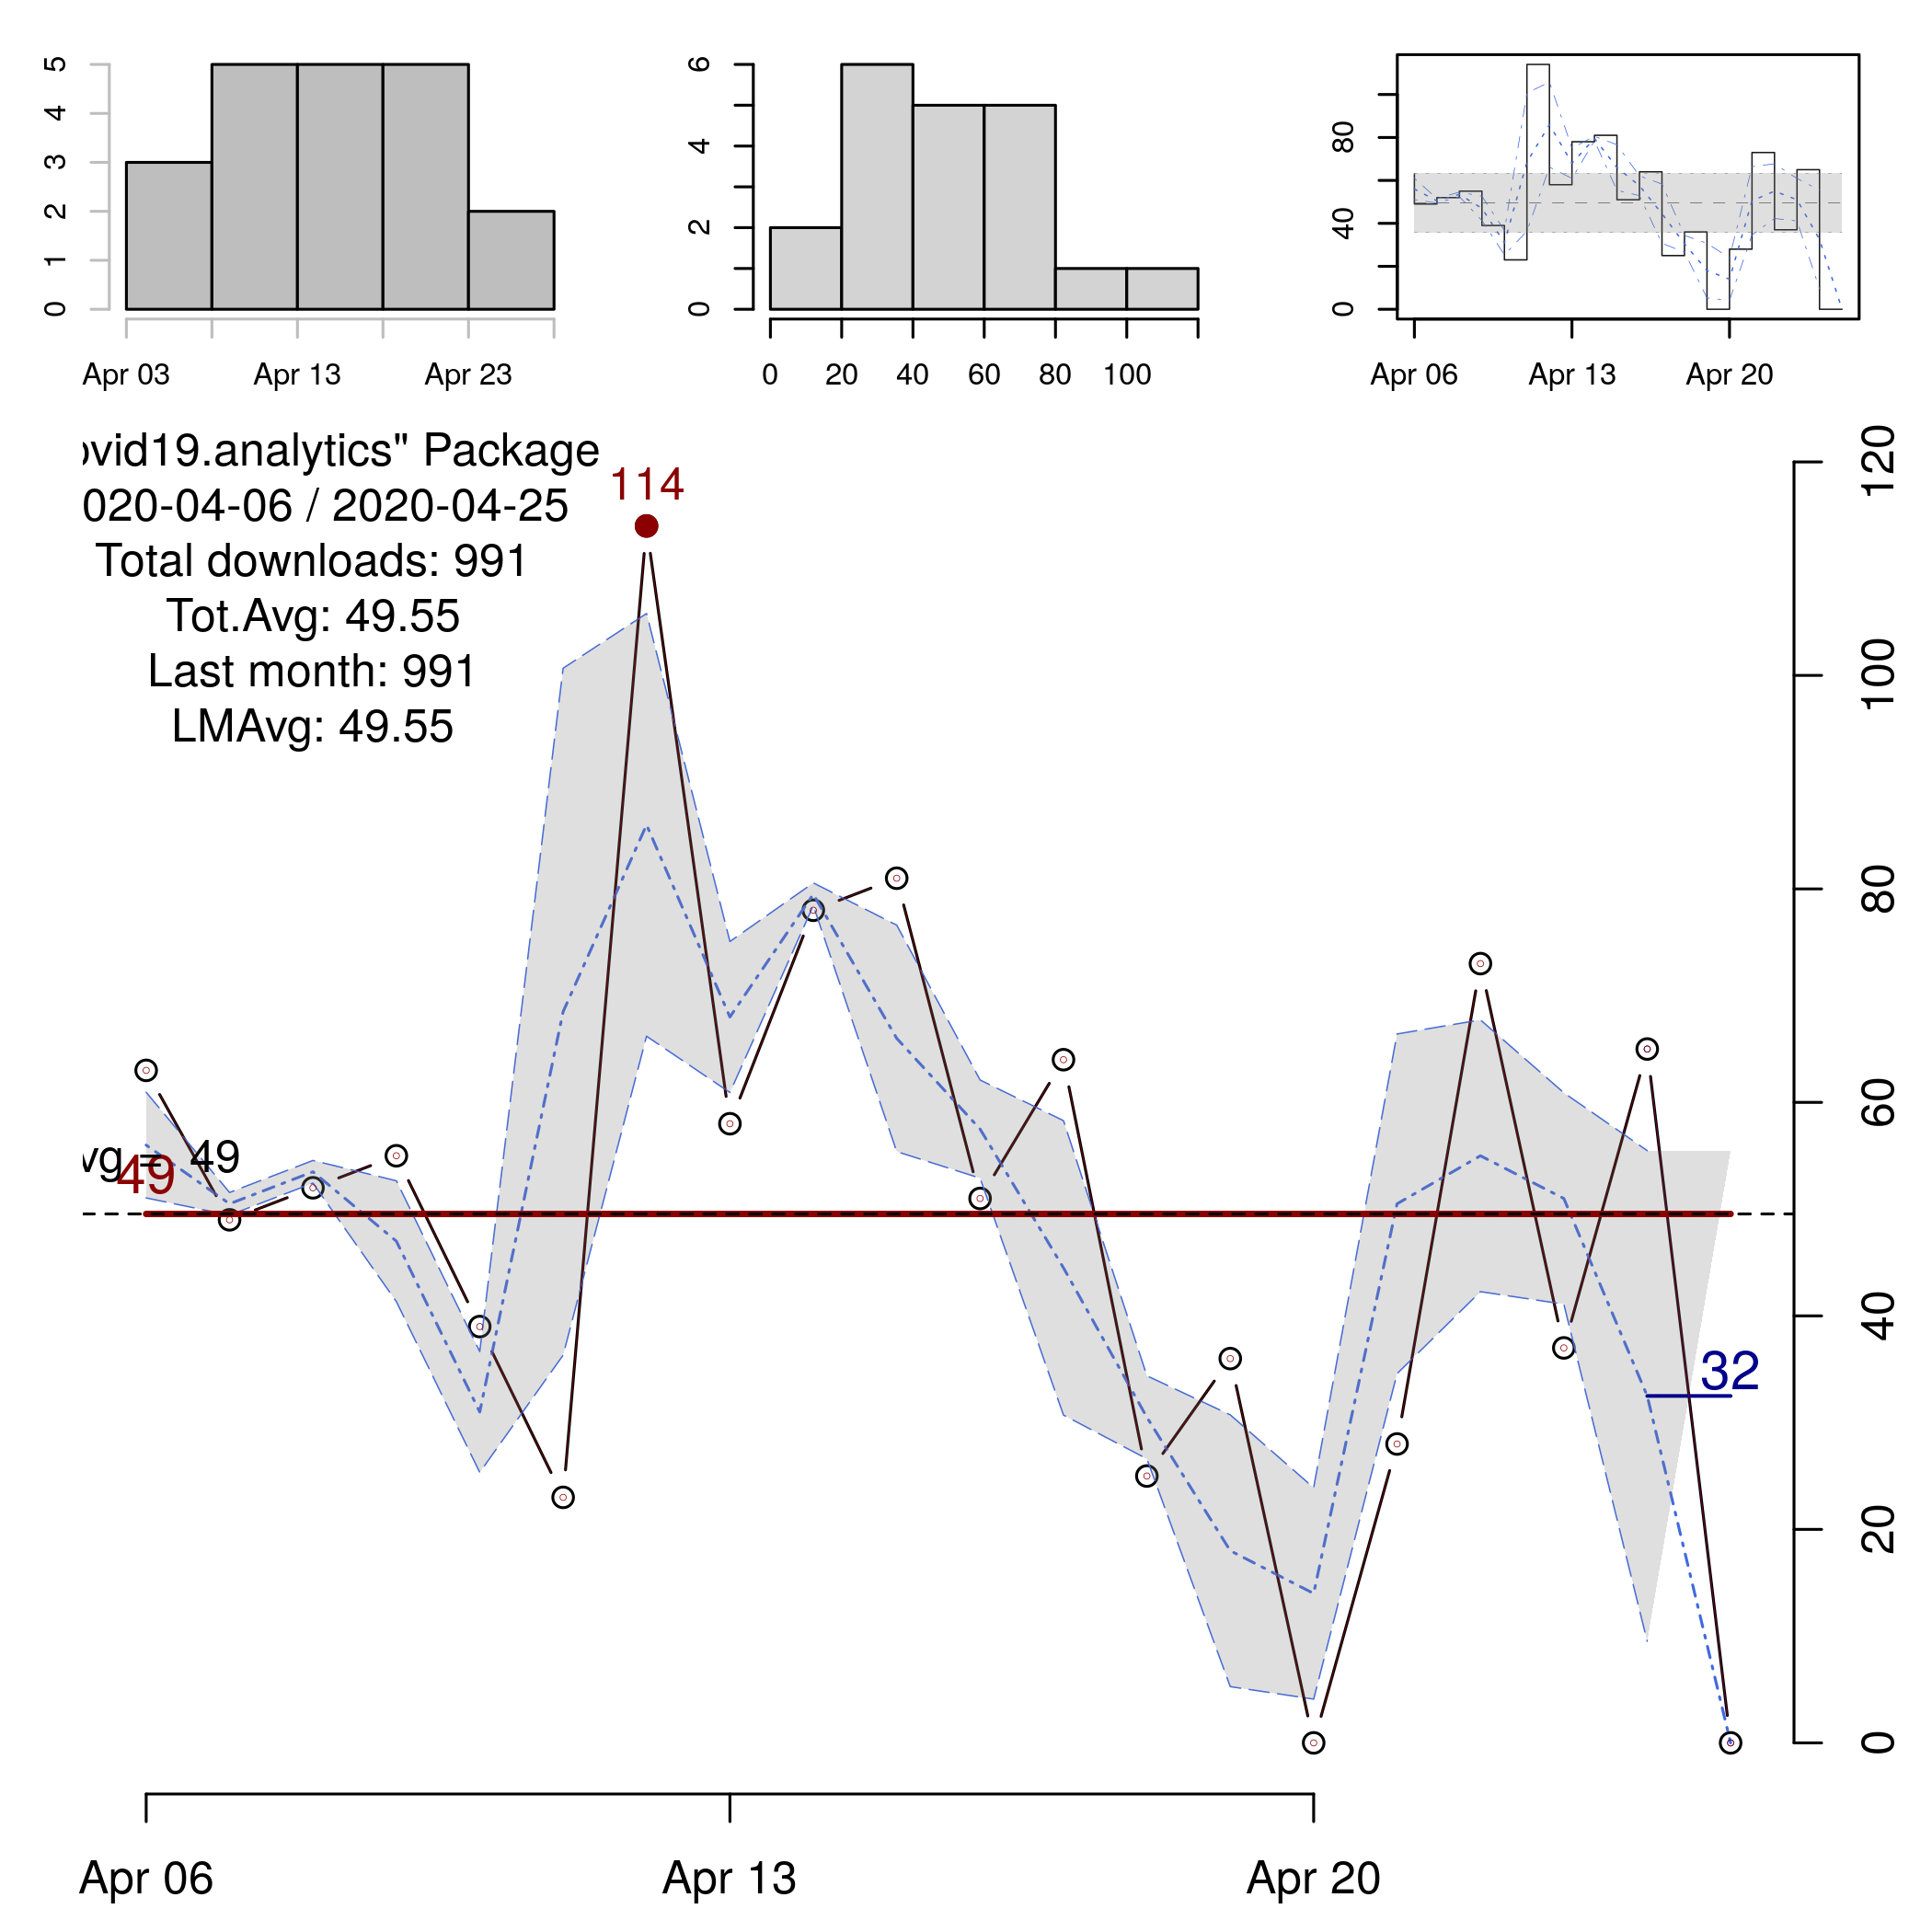 5
4
3
2
1
0
Apr 03 Apr 13 Apr 23
6
4
2
0
0 20 40 60 80 100
80
40
0
Apr 06 Apr 13 Apr 20
ovid19.analytics" Package
020-04-06 / 2020-04-25
Total downloads: 991
Tot.Avg: 49.55
Last month: 991
LMAvg: 49.55
114
vg = 49
49
32
120
100
80
60
40
20
0
Apr 06 Apr 13 Apr 20